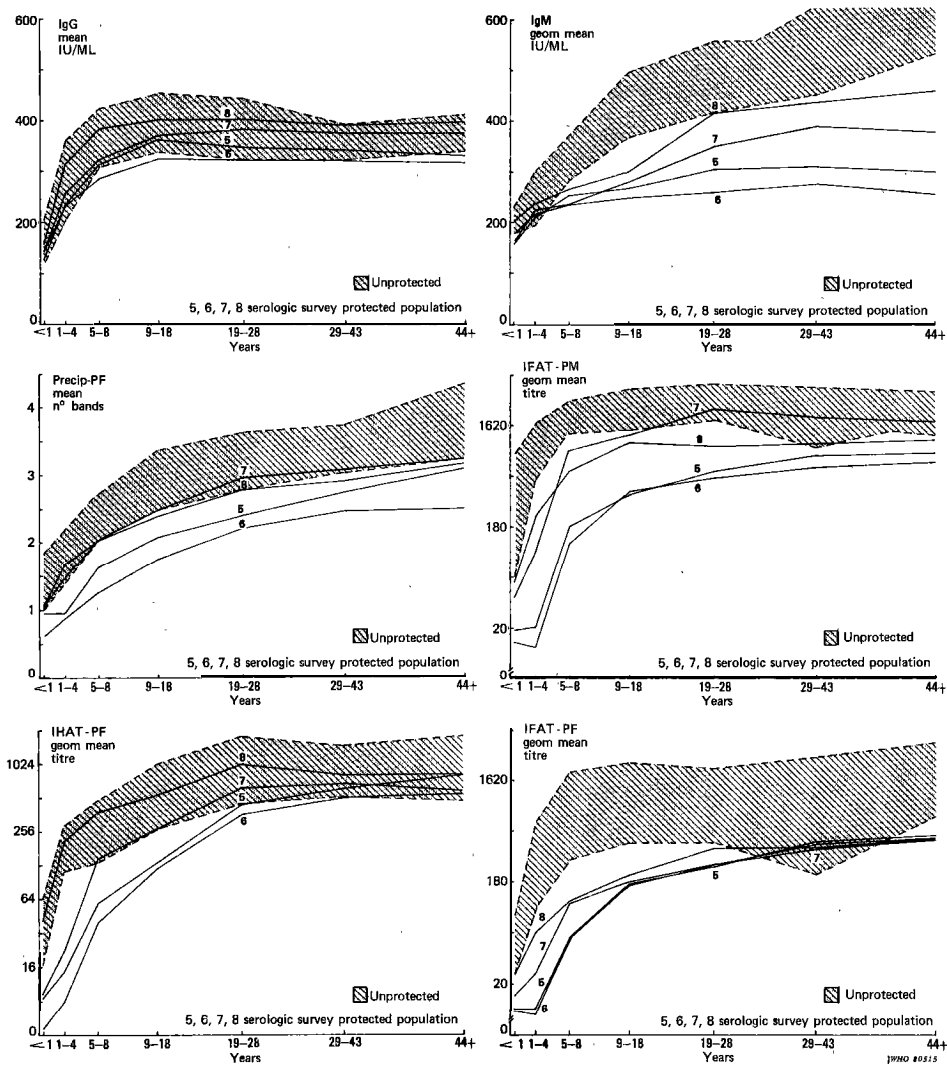 600
IgG
mean
IU/ML
400
200
0
8
7
5
6
Unprotected
5, 6, 7, 8 serologic survey protected population
< 1 1–4 5–8 9–18 19–28 29–43 44+
Years
600
IgM
geom mean
IU/ML
400
200
0
8
7
5
6
Unprotected
5, 6, 7, 8 serologic survey protected population
< 1 1–4 5–8 9–18 19–28 29–43 44+
Years
Precip-PF
mean
n° bands
4
3
2
1
0
7
8
5
6
Unprotected
5, 6, 7, 8 serologic survey protected population
< 1 1–4 5–8 9–18 19–28 29–43 44+
Years
IFAT-PM
geom mean
titre
1620
180
20
0
7
8
5
6
Unprotected
5, 6, 7, 8 serologic survey protected population
< 1 1–4 5–8 9–18 19–28 29–43 44+
Years
IHAT-PF
geom mean
titre
1024
256
64
16
0
8
7
5
6
Unprotected
5, 6, 7, 8 serologic survey protected population
< 1 1–4 5–8 9–18 19–28 29–43 44+
Years
IFAT-PF
geom mean
titre
1620
180
20
0
8
7
5
6
7
5
Unprotected
5, 6, 7, 8 serologic survey protected population
< 1 1–4 5–8 9–18 19–28 29–43 44+
Years
WHO 80515